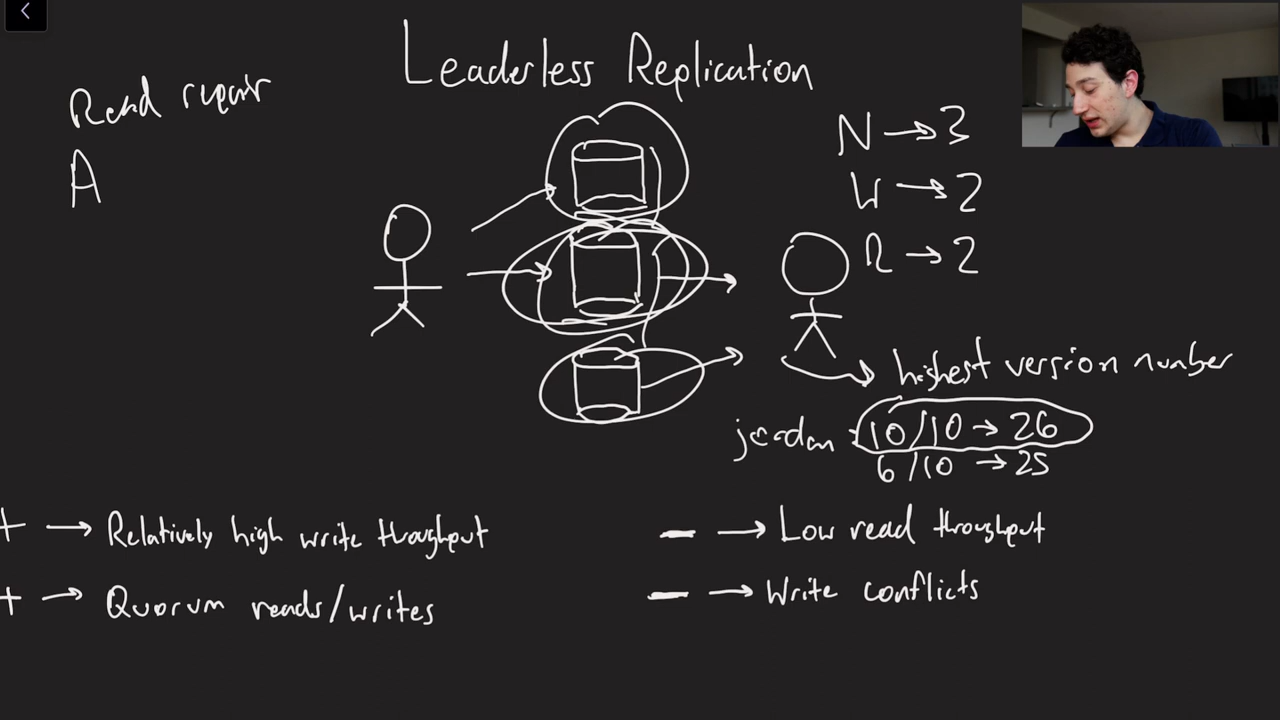 Leaderless Replication
Read repair
A
N → 3
W → 2
R → 2
highest version number
jordan : 10/10 → 26
6/10 → 25
+ → Relatively high write throughput
+ → Quorum reads/writes
- → Low read throughput
- → Write conflicts